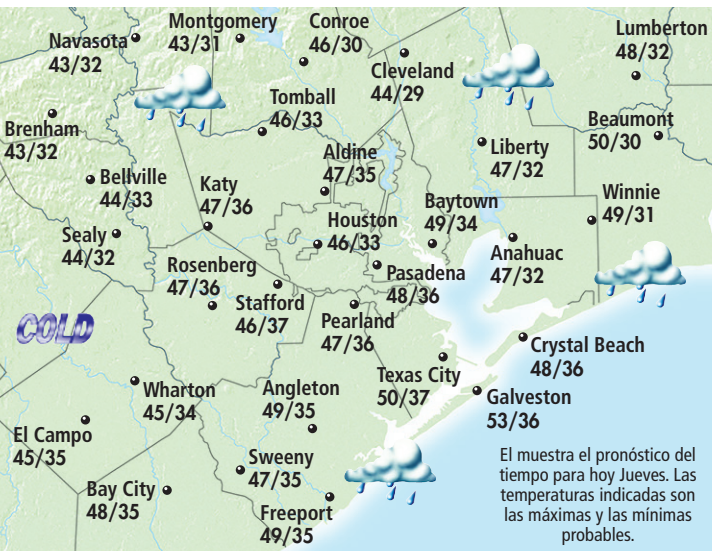 Montgomery
43/31
Conroe
46/30
Lumberton
48/32
Navasota
43/32
Cleveland
44/29
Tomball
46/33
Beaumont
50/30
Brenham
43/32
Aldine
47/35
Liberty
47/32
Bellville
44/33
Katy
47/36
Winnie
49/31
Baytown
49/34
Houston
46/33
Sealy
44/32
Anahuac
47/32
Rosenberg
47/36
Pasadena
48/36
Stafford
46/37
Pearland
47/36
COLD
Crystal Beach
48/36
Texas City
50/37
Wharton
45/34
Angleton
49/35
Galveston
53/36
El Campo
45/35
Sweeny
47/35
Bay City
48/35
Freeport
49/35
El muestra el pronóstico del
tiempo para hoy Jueves. Las
temperaturas indicadas son
las máximas y las mínimas
probables.